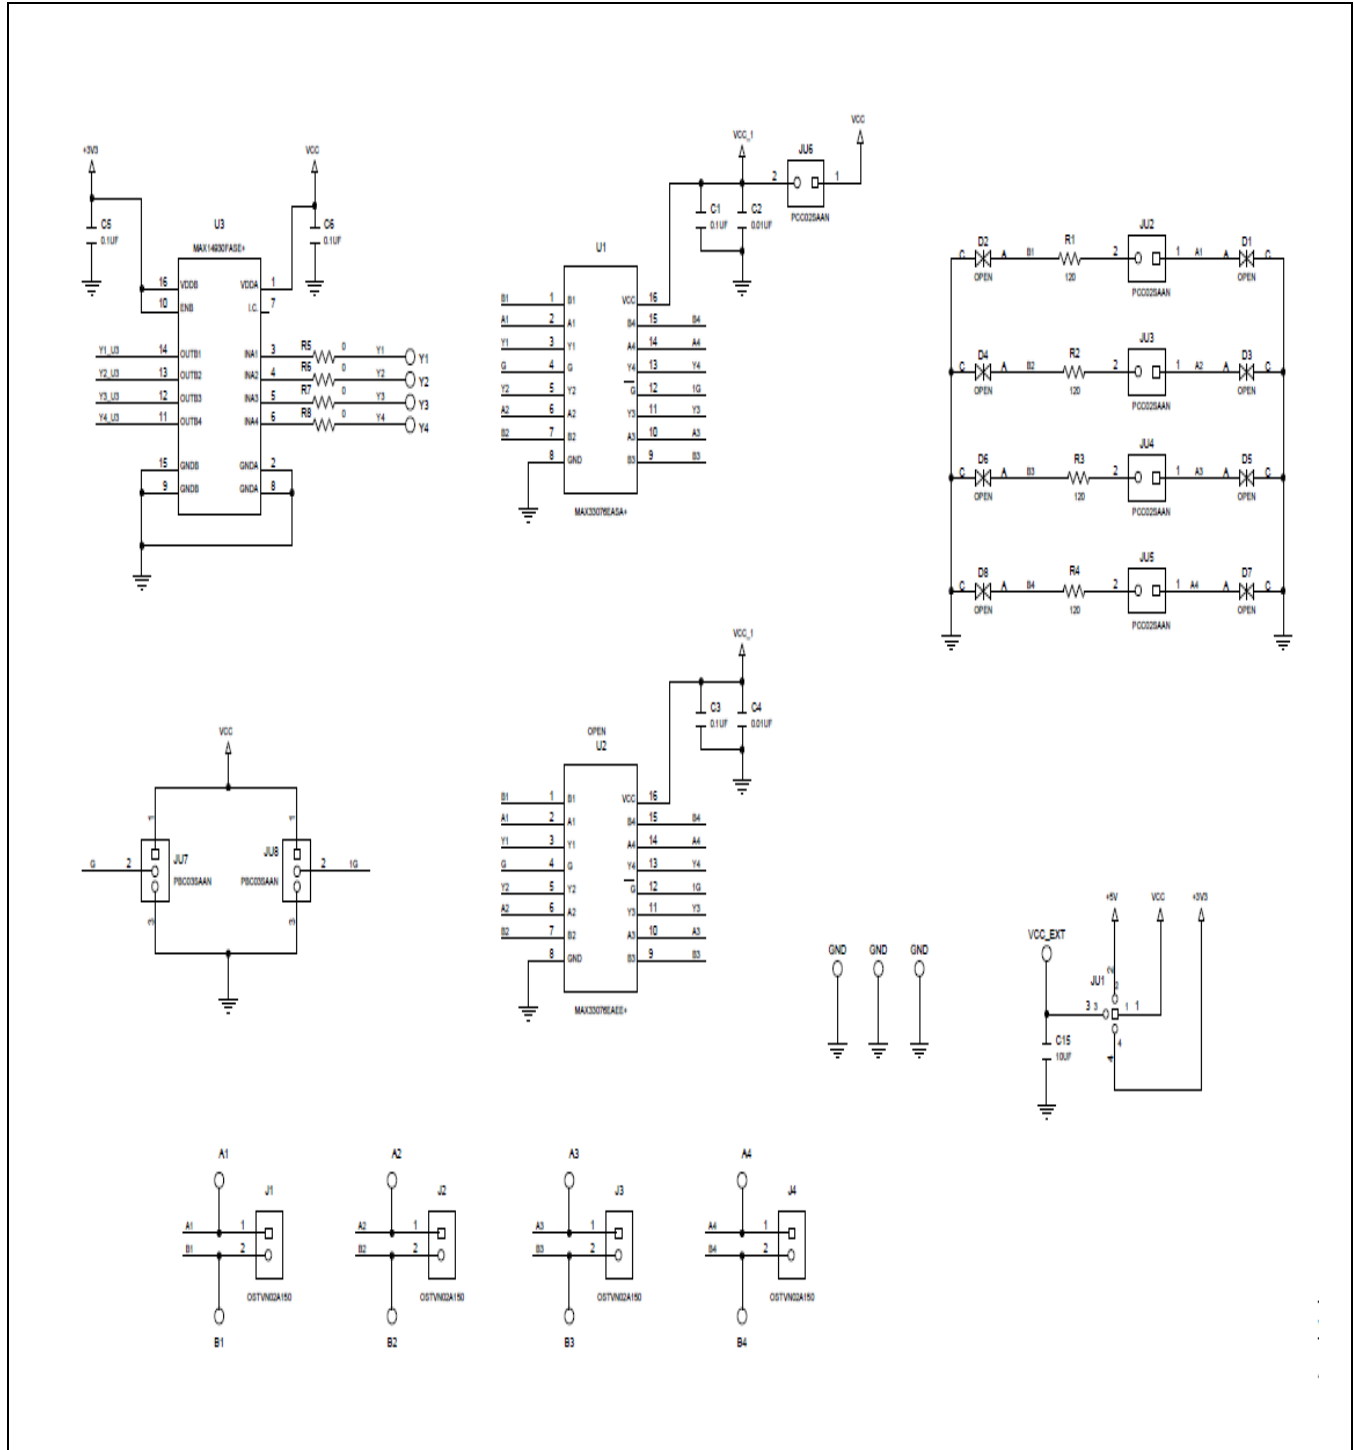 +3V3
VCC
C5
0.1UF
C6
0.1UF
U3
MAX14930FASE+
16 VDDB VDDA 1
10 ENB I.C. 7
Y1_U3 14 OUTB1 INA1 3 R5 0 Y1 Y1
Y2_U3 13 OUTB2 INA2 4 R6 0 Y2 Y2
Y3_U3 12 OUTB3 INA3 5 R7 0 Y3 Y3
Y4_U3 11 OUTB4 INA4 6 R8 0 Y4 Y4
15 GNDB GNDA 2
9 GNDB GNDA 8
VCC_1
VCC
JU6
2 1
PCC02SAAN
C1
0.1UF
C2
0.01UF
U1
B1 1 B1 VCC 16
A1 2 A1 B4 15 B4
Y1 3 Y1 A4 14 A4
G 4 G Y4 13 Y4
Y2 5 Y2 G 12 1G
A2 6 A2 Y3 11 Y3
B2 7 B2 A3 10 A3
8 GND B3 9 B3
MAX33076EASA+
JU2
C D2 A B1 R1 2 1 A1 A D1 C
OPEN 120 PCC02SAAN OPEN
JU3
C D4 A B2 R2 2 1 A2 A D3 C
OPEN 120 PCC02SAAN OPEN
JU4
C D6 A B3 R3 2 1 A3 A D5 C
OPEN 120 PCC02SAAN OPEN
JU5
C D8 A B4 R4 2 1 A4 A D7 C
OPEN 120 PCC02SAAN OPEN
VCC
1 1
G 2 JU7 JU8 2 1G
PBC03SAAN PBC03SAAN
3 3
VCC_1
C3
0.1UF
C4
0.01UF
OPEN
U2
B1 1 B1 VCC 16
A1 2 A1 B4 15 B4
Y1 3 Y1 A4 14 A4
G 4 G Y4 13 Y4
Y2 5 Y2 G 12 1G
A2 6 A2 Y3 11 Y3
B2 7 B2 A3 10 A3
8 GND B3 9 B3
MAX33076EAEE+
GND GND GND
+5V VCC +3V3
VCC_EXT
JU1
2 2
3 3 1 1
4 4
C15
10UF
A1 A2 A3 A4
J1 J2 J3 J4
A1 1 A2 1 A3 1 A4 1
B1 2 B2 2 B3 2 B4 2
OSTVN02A150 OSTVN02A150 OSTVN02A150 OSTVN02A150
B1 B2 B3 B4